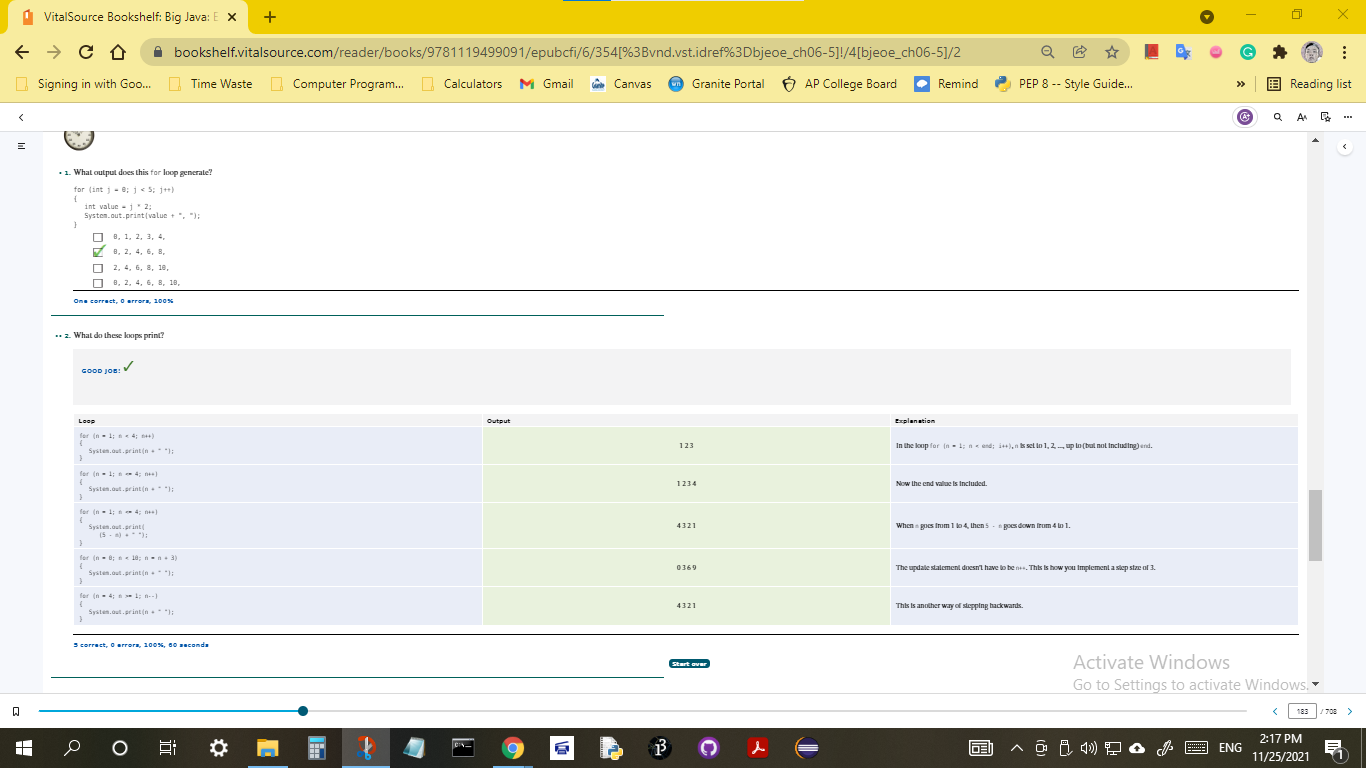 VitalSource Bookshelf: Big Java: E
bookshelf.vitalsource.com/reader/books/9781119499091/epubcfi/6/354[%3Bvnd.vst.idref%3Dbjeoe_ch06-5]!/4[bjeoe_ch06-5]/2
Signing in with Goo... Time Waste Computer Program... Calculators Gmail Canvas Granite Portal AP College Board Remind PEP 8 -- Style Guide... » Reading list
•1. What output does this for loop generate?
for (int j = 0; j < 5; j++)
{
int value = j * 2;
System.out.print(value + ", ");
}
0, 1, 2, 3, 4,
0, 2, 4, 6, 8,
2, 4, 6, 8, 10,
0, 2, 4, 6, 8, 10,
One correct, 0 errors, 100%
•• 2. What do these loops print?
GOOD JOB!
Loop Output Explanation
for (n = 1; n < 4; n++)
{
System.out.print(n + " ");
}
1 2 3
In the loop for (n = 1; n < end; i++), n is set to 1, 2, ..., up to (but not including) end.
for (n = 1; n <= 4; n++)
{
System.out.print(n + " ");
}
1 2 3 4
Now the end value is included.
for (n = 1; n <= 4; n++)
{
System.out.print(
(5 - n) + " ");
}
4 3 2 1
When n goes from 1 to 4, then 5 - n goes down from 4 to 1.
for (n = 0; n < 10; n = n + 3)
{
System.out.print(n + " ");
}
0 3 6 9
The update statement doesn't have to be n++. This is how you implement a step size of 3.
for (n = 4; n >= 1; n--)
{
System.out.print(n + " ");
}
4 3 2 1
This is another way of stepping backwards.
5 correct, 0 errors, 100%, 60 seconds
Start over
Activate Windows
Go to Settings to activate Windows.
183 / 708
ENG
2:17 PM
11/25/2021
1